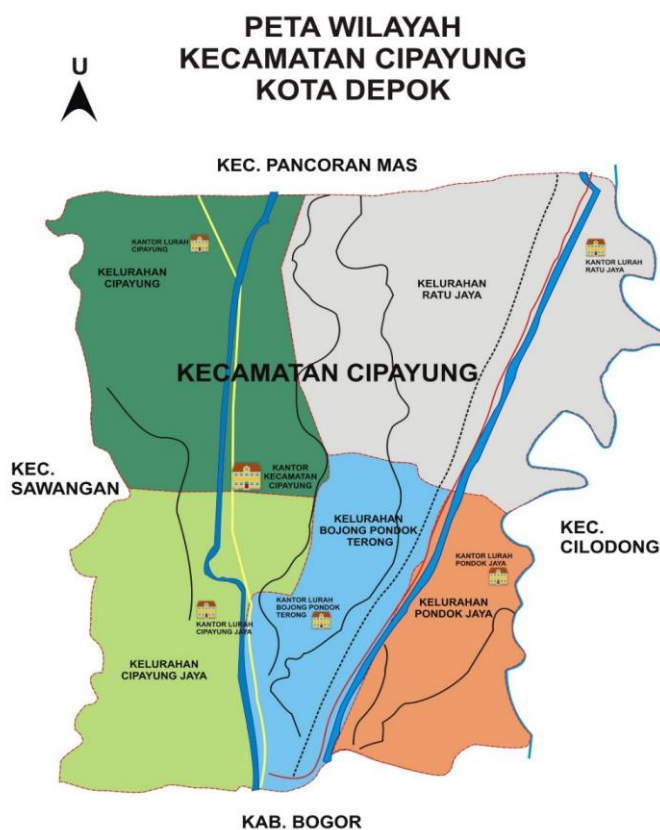 PETA WILAYAH
KECAMATAN CIPAYUNG
KOTA DEPOK
U
KEC. PANCORAN MAS
KANTOR LURAH
CIPAYUNG
KELURAHAN
CIPAYUNG
KANTOR LURAH
RATU JAYA
KELURAHAN
RATU JAYA
KECAMATAN CIPAYUNG
KEC.
SAWANGAN
KANTOR
KECAMATAN
CIPAYUNG
KELURAHAN
BOJONG PONDOK
TERONG
KEC.
CILODONG
KANTOR LURAH
PONDOK JAYA
KANTOR LURAH
BOJONG PONDOK
TERONG
KELURAHAN
PONDOK JAYA
KANTOR LURAH
CIPAYUNG JAYA
KELURAHAN
CIPAYUNG JAYA
KAB. BOGOR